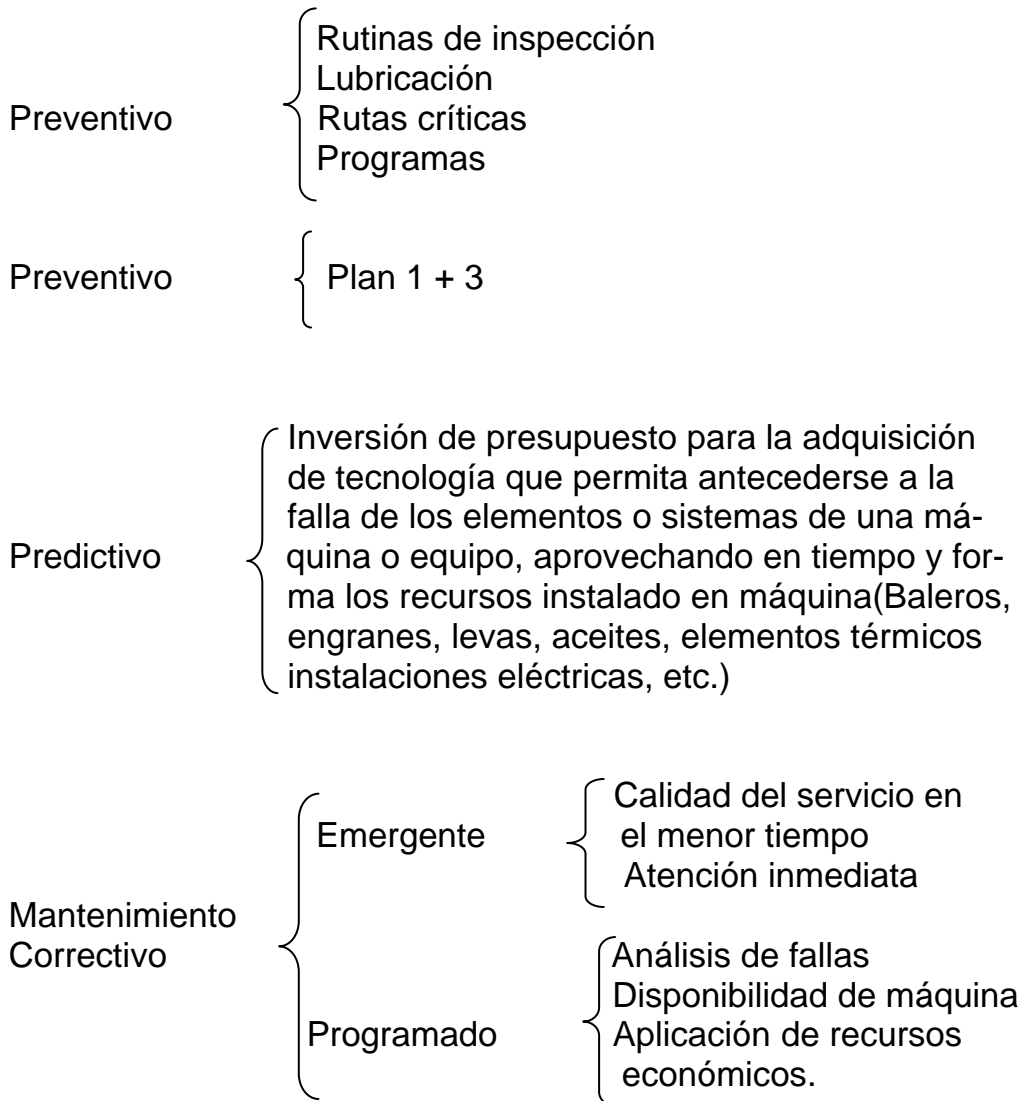 Rutinas de inspección
Lubricación
Preventivo Rutas críticas
Programas
Preventivo Plan 1 + 3
Inversión de presupuesto para la adquisición
de tecnología que permita antecederse a la
falla de los elementos o sistemas de una má-
Predictivo quina o equipo, aprovechando en tiempo y for-
ma los recursos instalado en máquina(Baleros,
engranes, levas, aceites, elementos térmicos
instalaciones eléctricas, etc.)
Calidad del servicio en
Emergente el menor tiempo
Atención inmediata
Mantenimiento
Correctivo Análisis de fallas
Disponibilidad de máquina
Programado Aplicación de recursos
económicos.